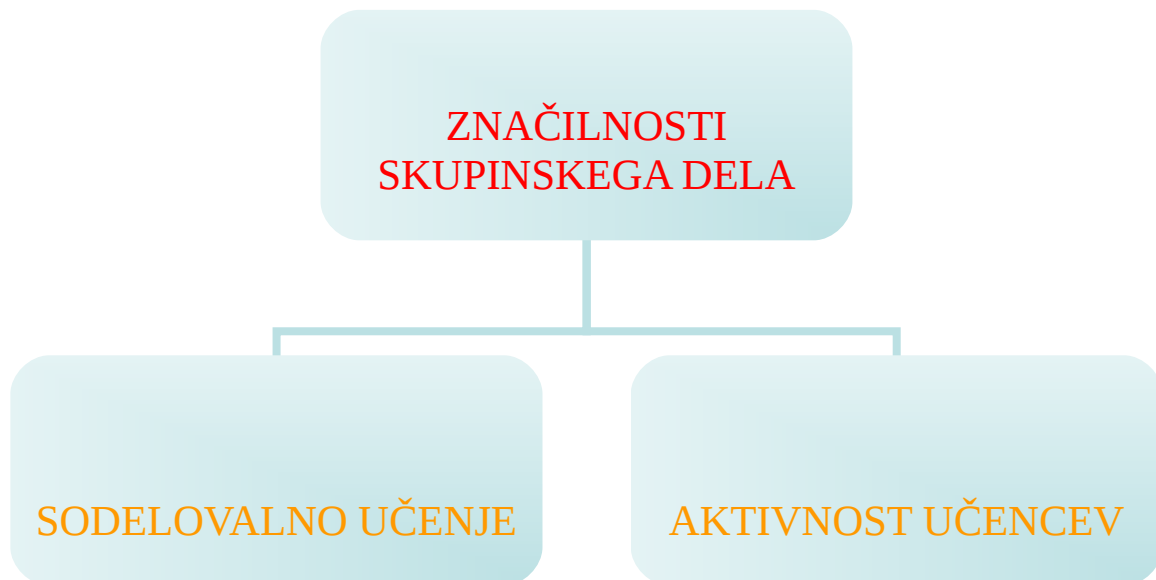 ZNAČILNOSTI
SKUPINSKEGA DELA
SODELOVALNO UČENJE
AKTIVNOST UČENCEV